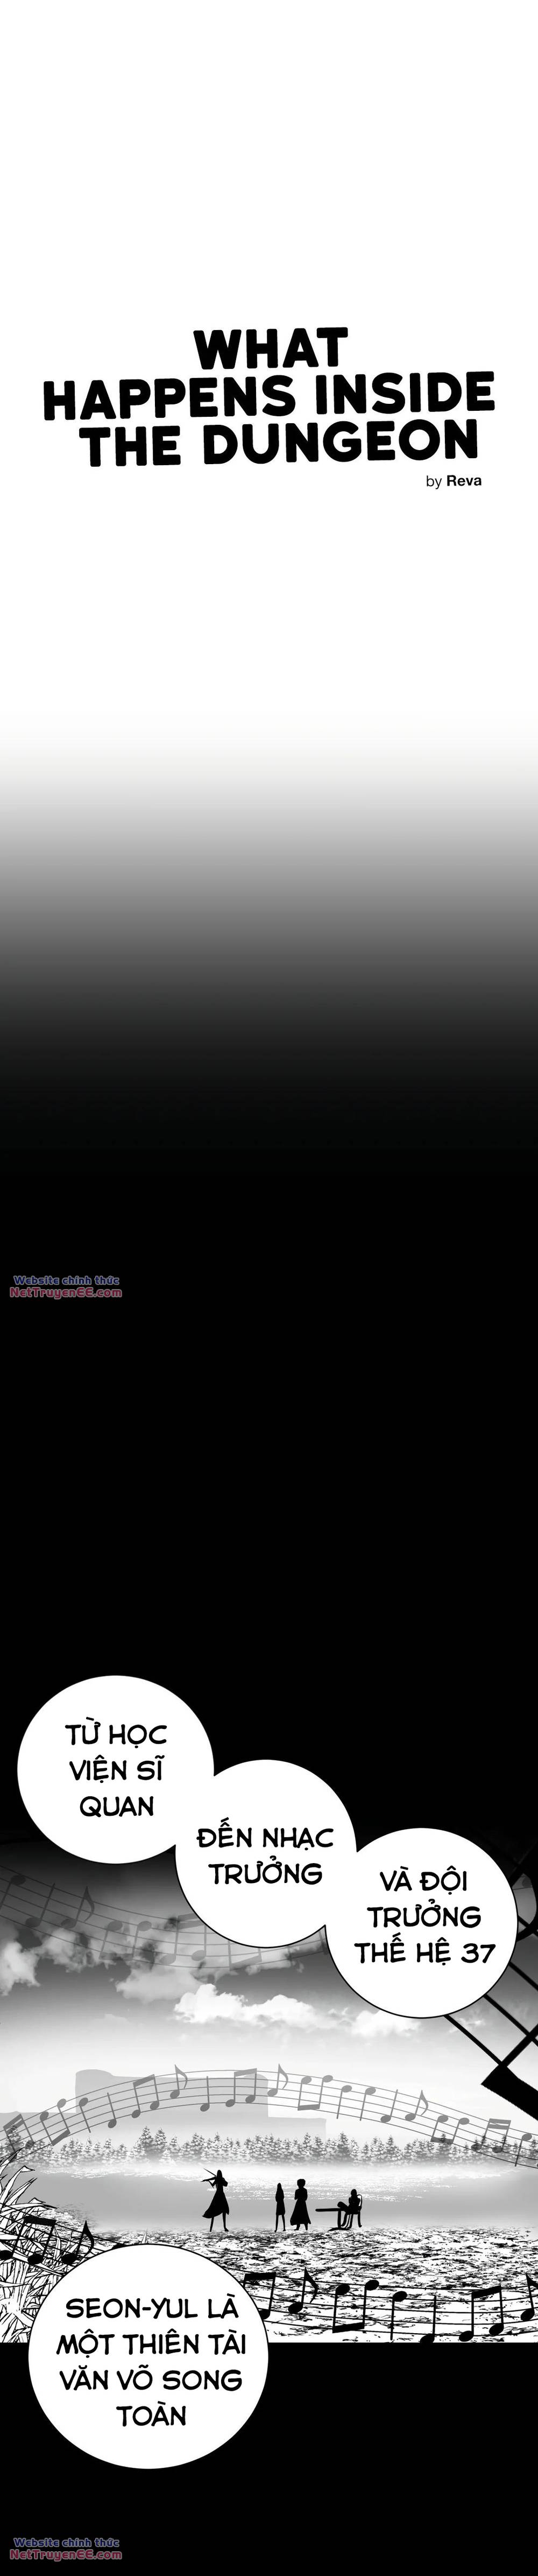 WHAT
HAPPENS INSIDE
THE DUNGEON
by Reva
Website chính thức
NetTruyenEE.com
TỪ HỌC
VIỆN SĨ
QUAN
ĐẾN NHẠC
TRƯỞNG
VÀ ĐỘI
TRƯỞNG
THẾ HỆ 37
SEON-YUL LÀ
MỘT THIÊN TÀI
VĂN VÕ SONG
TOÀN
Website chính thức
NetTruyenEE.com